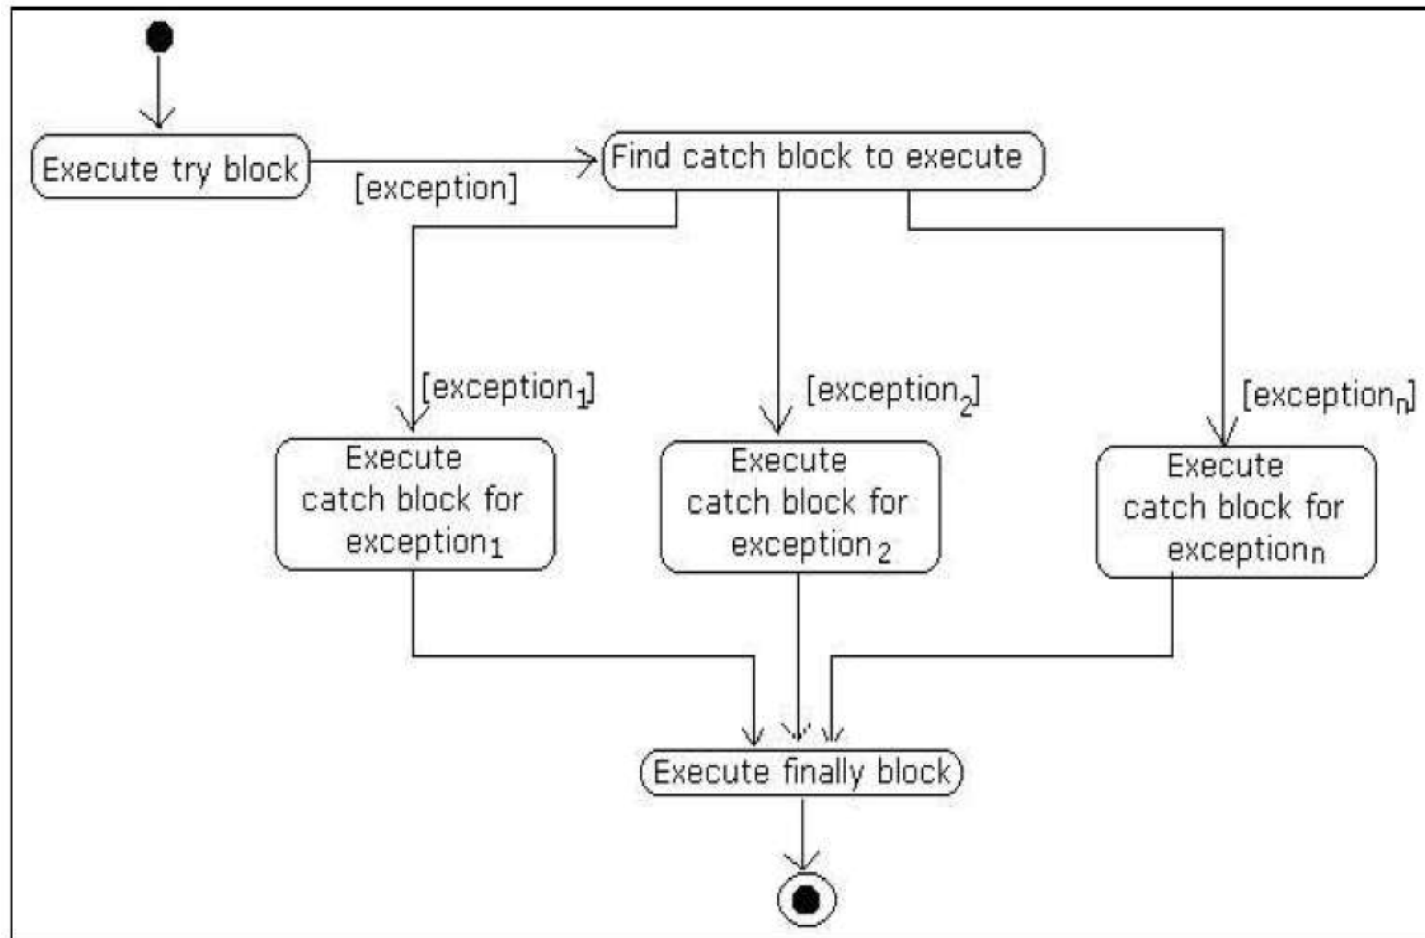 Execute try block
[exception]
Find catch block to execute
[exception₁]
[exception₂]
[exceptionₙ]
Execute
catch block for
exception₁
Execute
catch block for
exception₂
Execute
catch block for
exceptionₙ
Execute finally block